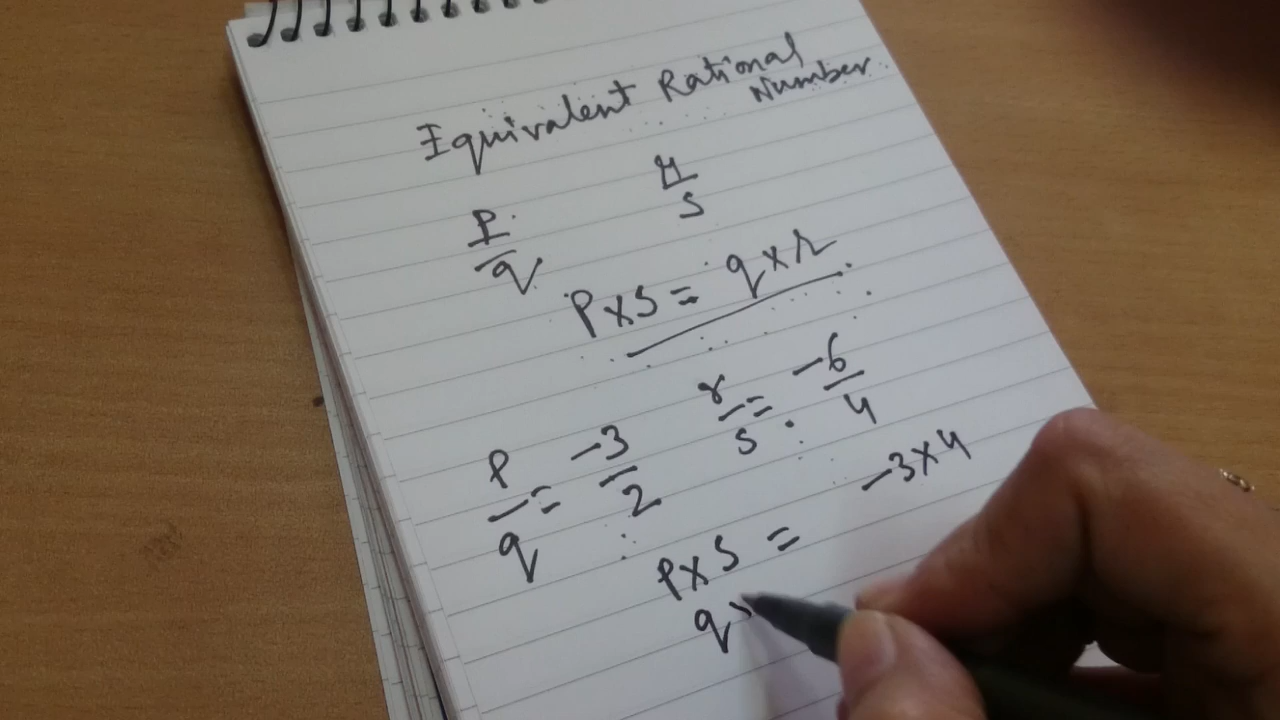 Equivalent Rational
Number
P/q r/s
P×S = q×r
P/q = -3/2 r/s = -6/4
P×S = -3×4
q×